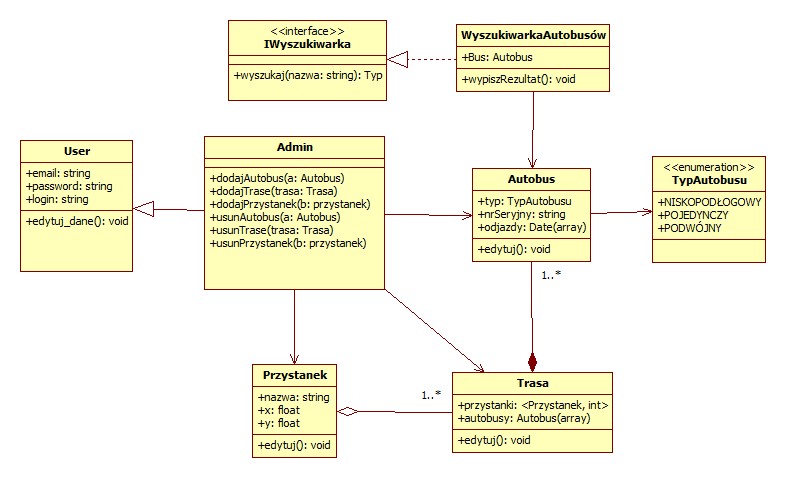 <<interface>>
IWyszukiwarka
+wyszukaj(nazwa: string): Typ
WyszukiwarkaAutobusów
+Bus: Autobus
+wypiszRezultat(): void
User
+email: string
+password: string
+login: string
+edytuj_dane(): void
Admin
+dodajAutobus(a: Autobus)
+dodajTrase(trasa: Trasa)
+dodajPrzystanek(b: przystanek)
+usunAutobus(a: Autobus)
+usunTrase(trasa: Trasa)
+usunPrzystanek(b: przystanek)
Autobus
+typ: TypAutobusu
+nrSeryjny: string
+odjazdy: Date(array)
+edytuj(): void
<<enumeration>>
TypAutobusu
+NISKOPODŁOGOWY
+POJEDYNCZY
+PODWÓJNY
1..*
Przystanek
+nazwa: string
+x: float
+y: float
+edytuj(): void
1..*
Trasa
+przystanki: <Przystanek, int>
+autobusy: Autobus(array)
+edytuj(): void